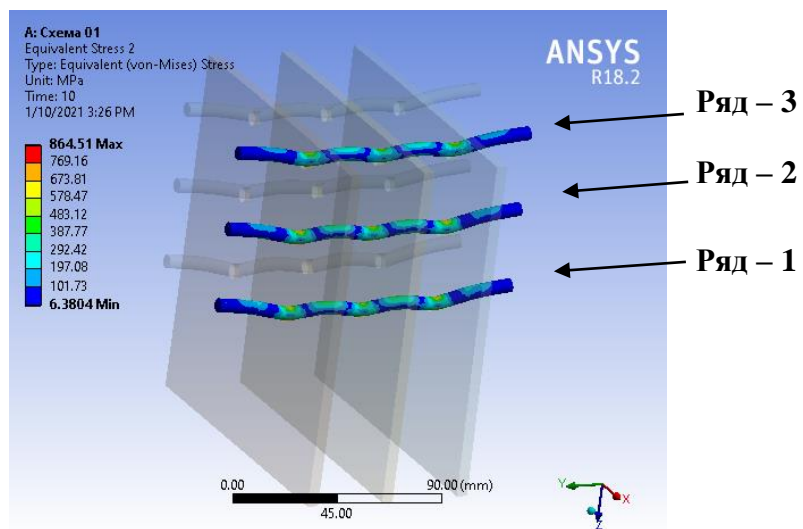 A: Схема 01
Equivalent Stress 2
Type: Equivalent (von-Mises) Stress
Unit: MPa
Time: 10
1/10/2021 3:26 PM
864.51 Max
769.16
673.81
578.47
483.12
387.77
292.42
197.08
101.73
6.3804 Min
ANSYS
R18.2
Ряд – 3
Ряд – 2
Ряд – 1
0.00
90.00 (mm)
45.00
Y
X
Z